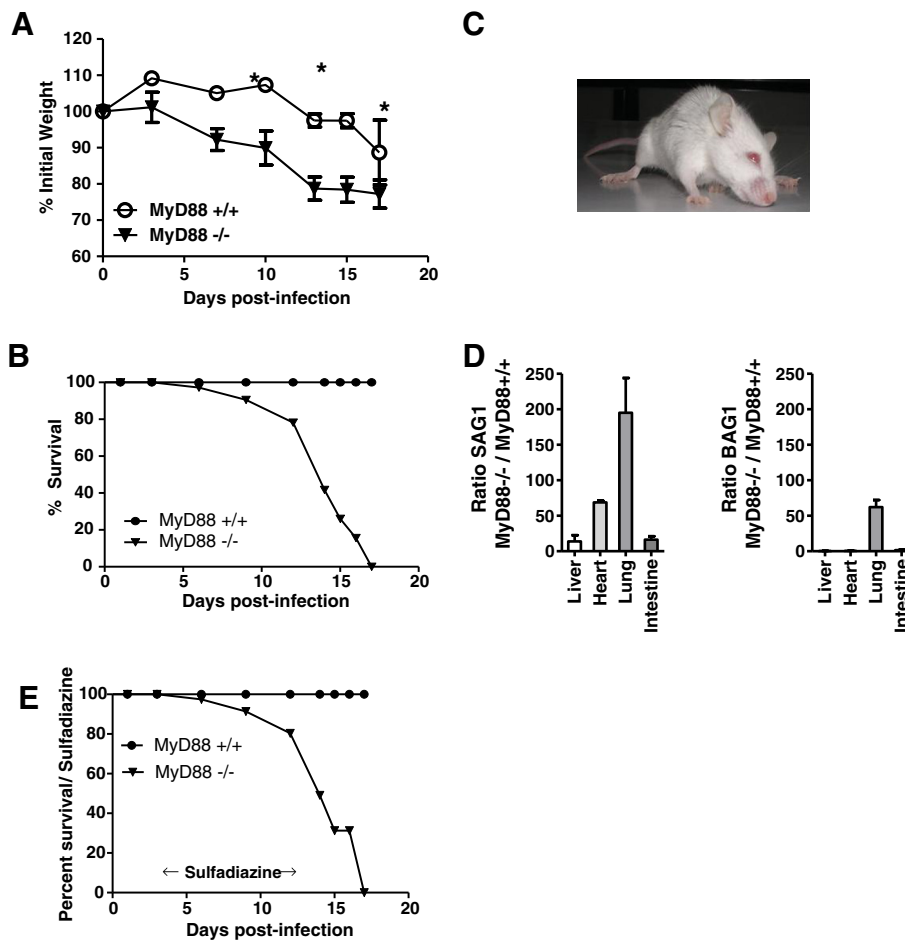 A
120
110
100
90
80
70
60
% Initial Weight
*
*
*
MyD88 +/+
MyD88 -/-
0 5 10 15 20
Days post-infection
C
B
100
80
60
40
20
0
% Survival
MyD88 +/+
MyD88 -/-
0 5 10 15 20
Days post-infection
D
Ratio SAG1
MyD88-/- / MyD88+/+
250
200
150
100
50
0
Liver
Heart
Lung
Intestine
Ratio BAG1
MyD88-/- / MyD88+/+
250
200
150
100
50
0
Liver
Heart
Lung
Intestine
E
Percent survival/ Sulfadiazine
100
80
60
40
20
0
MyD88 +/+
MyD88 -/-
← Sulfadiazine →
0 5 10 15 20
Days post-infection